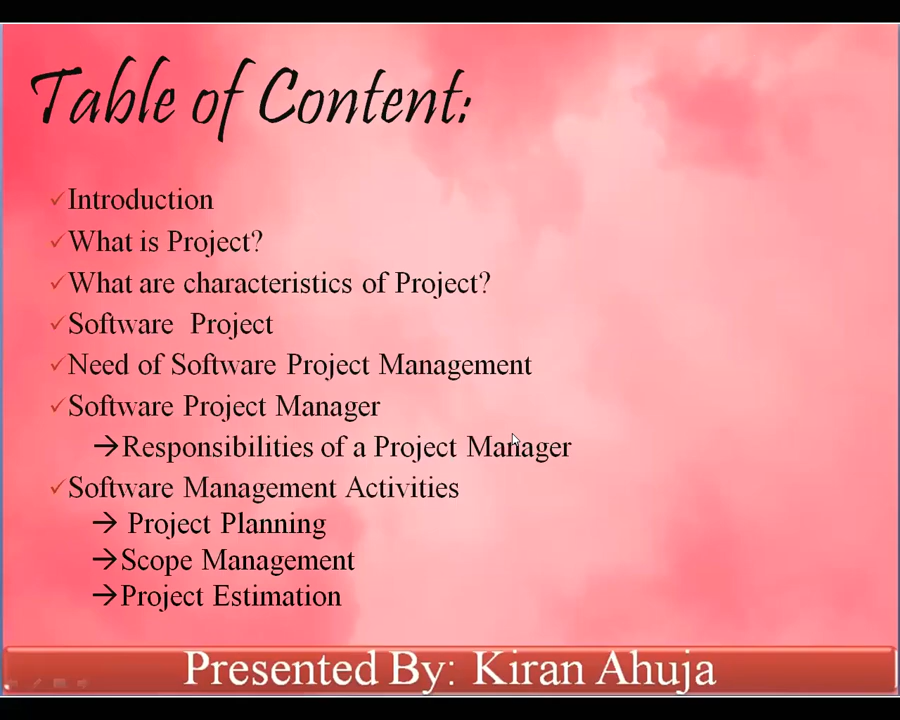 Table of Content:
✓Introduction
✓What is Project?
✓What are characteristics of Project?
✓Software Project
✓Need of Software Project Management
✓Software Project Manager
→Responsibilities of a Project Manager
✓Software Management Activities
→ Project Planning
→Scope Management
→Project Estimation
Presented By: Kiran Ahuja